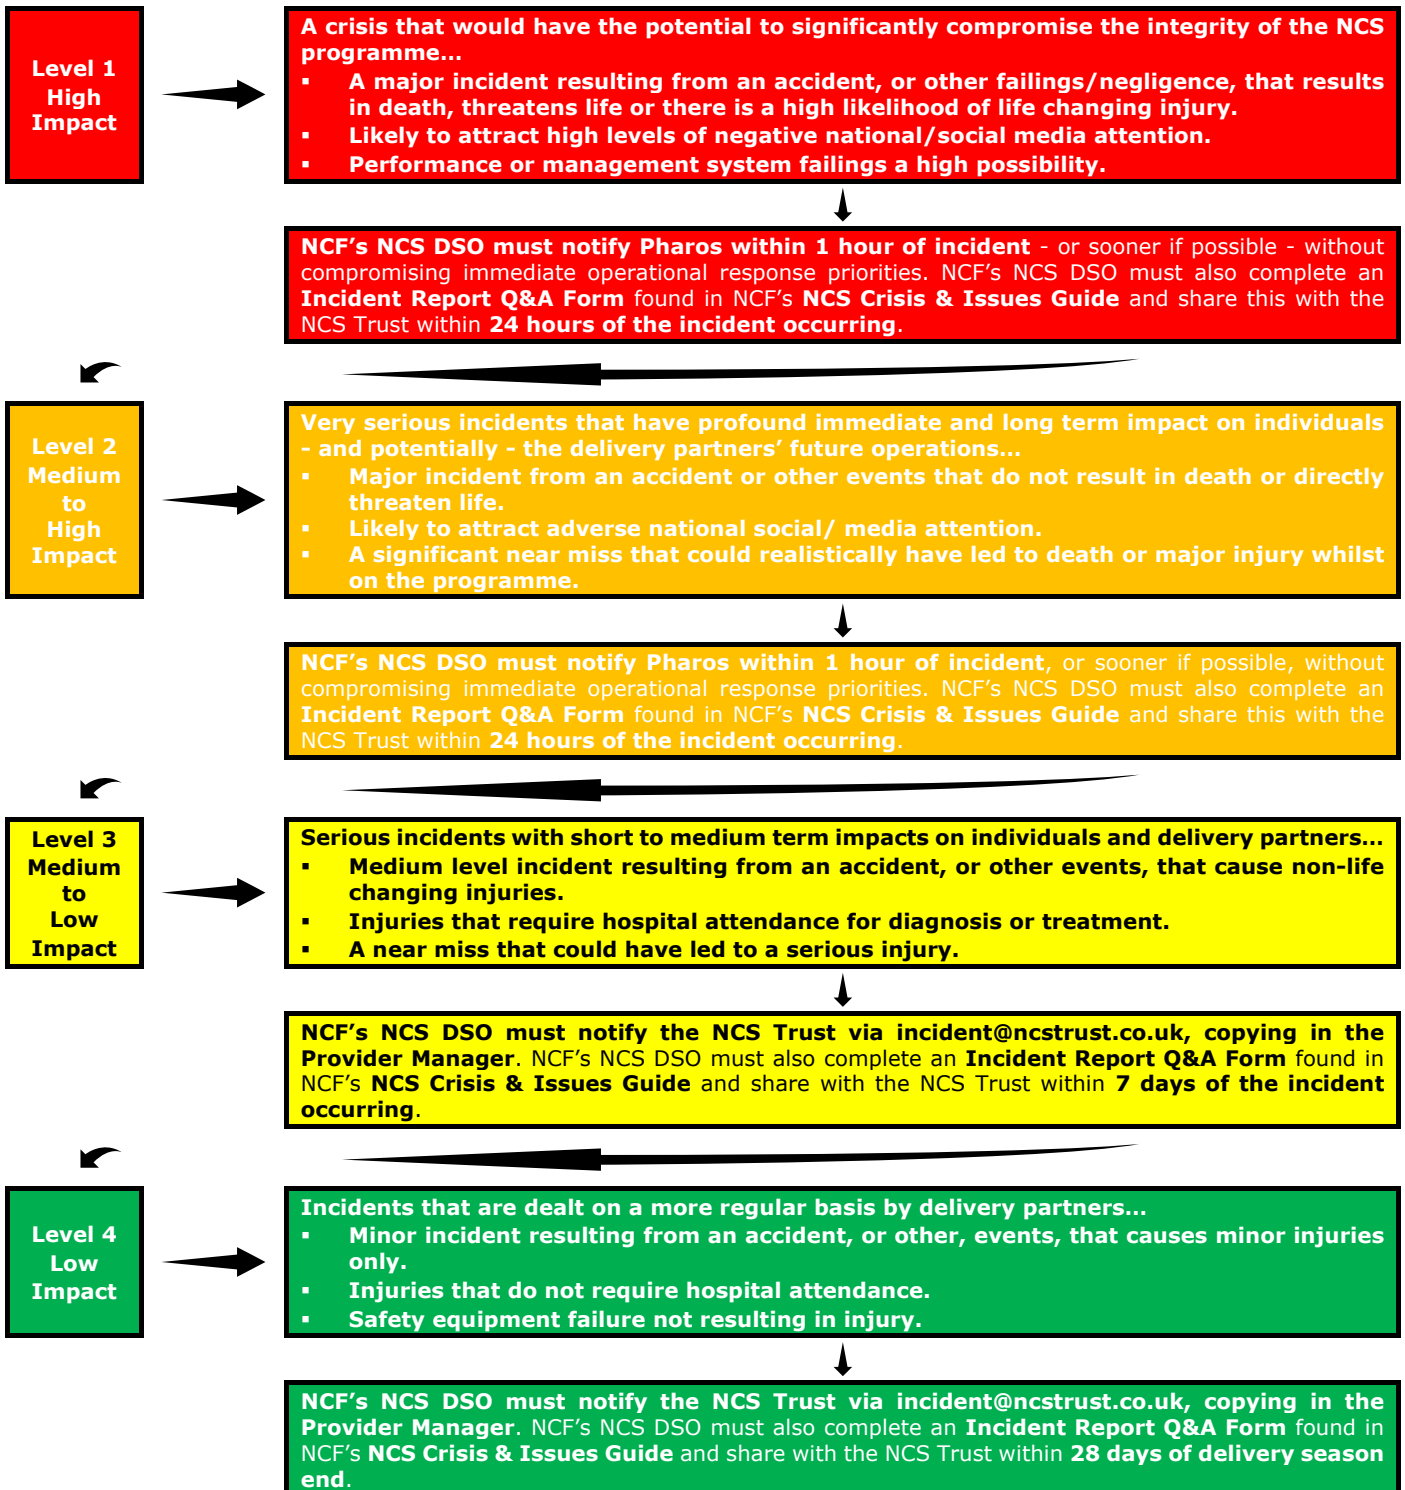 Level 1
High
Impact
A crisis that would have the potential to significantly compromise the integrity of the NCS
programme...
▪ A major incident resulting from an accident, or other failings/negligence, that results
in death, threatens life or there is a high likelihood of life changing injury.
▪ Likely to attract high levels of negative national/social media attention.
▪ Performance or management system failings a high possibility.
NCF's NCS DSO must notify Pharos within 1 hour of incident - or sooner if possible - without
compromising immediate operational response priorities. NCF's NCS DSO must also complete an
Incident Report Q&A Form found in NCF's NCS Crisis & Issues Guide and share this with the
NCS Trust within 24 hours of the incident occurring.
Level 2
Medium
to
High
Impact
Very serious incidents that have profound immediate and long term impact on individuals
- and potentially - the delivery partners' future operations...
▪ Major incident from an accident or other events that do not result in death or directly
threaten life.
▪ Likely to attract adverse national social/ media attention.
▪ A significant near miss that could realistically have led to death or major injury whilst
on the programme.
NCF's NCS DSO must notify Pharos within 1 hour of incident, or sooner if possible, without
compromising immediate operational response priorities. NCF's NCS DSO must also complete an
Incident Report Q&A Form found in NCF's NCS Crisis & Issues Guide and share this with the
NCS Trust within 24 hours of the incident occurring.
Level 3
Medium
to
Low
Impact
Serious incidents with short to medium term impacts on individuals and delivery partners...
▪ Medium level incident resulting from an accident, or other events, that cause non-life
changing injuries.
▪ Injuries that require hospital attendance for diagnosis or treatment.
▪ A near miss that could have led to a serious injury.
NCF's NCS DSO must notify the NCS Trust via incident@ncstrust.co.uk, copying in the
Provider Manager. NCF's NCS DSO must also complete an Incident Report Q&A Form found in
NCF's NCS Crisis & Issues Guide and share with the NCS Trust within 7 days of the incident
occurring.
Level 4
Low
Impact
Incidents that are dealt on a more regular basis by delivery partners...
▪ Minor incident resulting from an accident, or other, events, that causes minor injuries
only.
▪ Injuries that do not require hospital attendance.
▪ Safety equipment failure not resulting in injury.
NCF's NCS DSO must notify the NCS Trust via incident@ncstrust.co.uk, copying in the
Provider Manager. NCF's NCS DSO must also complete an Incident Report Q&A Form found in
NCF's NCS Crisis & Issues Guide and share with the NCS Trust within 28 days of delivery season
end.